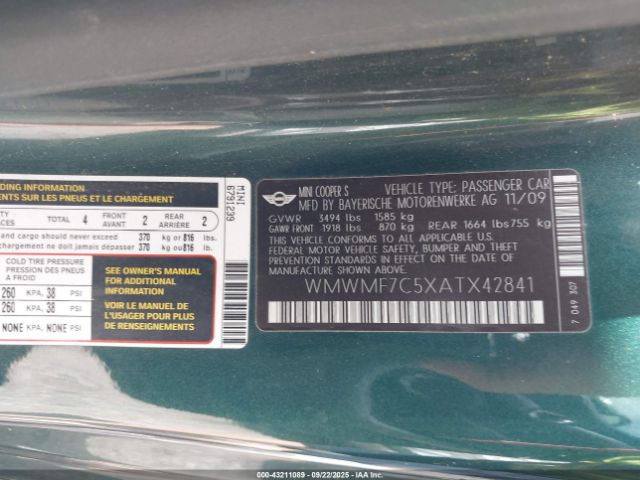 DING INFORMATION
NTS SUR LES PNEUS ET LE CHARGEMENT
TOTAL 4 FRONT AVANT 2 REAR ARRIÈRE 2
and cargo should never exceed 370 kg or 816 lbs.
chargement ne doit jamais dépasser 370 kg ou 816 lb.
COLD TIRE PRESSURE
PRESSION DES PNEUS A
FROID
260 KPA, 38 PSI
260 KPA, 38 PSI
NONE KPA, NONE PSI
SEE OWNER'S MANUAL
FOR ADDITIONAL
INFORMATION
VOIR LE MANUEL DE
L'USAGER POUR PLUS
DE RENSEIGNEMENTS
MINI
6791239
MINI COOPER S
VEHICLE TYPE: PASSENGER CAR
MFD BY BAYERISCHE MOTORENWERKE AG 11/09
GVWR 3494 lbs 1585 kg
GAWR FRONT 1918 lbs 870 kg REAR 1664 lbs 755 kg
THIS VEHICLE CONFORMS TO ALL APPLICABLE U.S.
FEDERAL MOTOR VEHICLE SAFETY, BUMPER, AND
THEFT PREVENTION STANDARDS IN EFFECT ON THE
DATE OF MANUFACTURE SHOWN ABOVE.
WMWMF7C5XATX42841
7 049 307
IAA 43211089 - 09/22/2025 - IAAI.COM